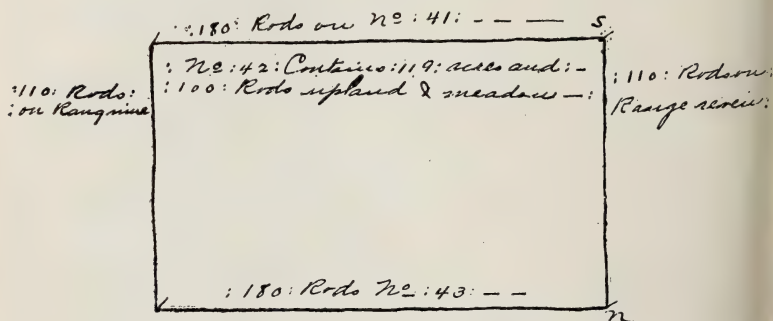 :180: Rods on Nº :41: - - - S
: Nº :42: Contains :119: acres and : -
:100: Rods upland & meadow - :
:110: Rods:
: on Rang nine
:110: Rods on :
Range seven :
:180: Rods Nº :43: - -
N